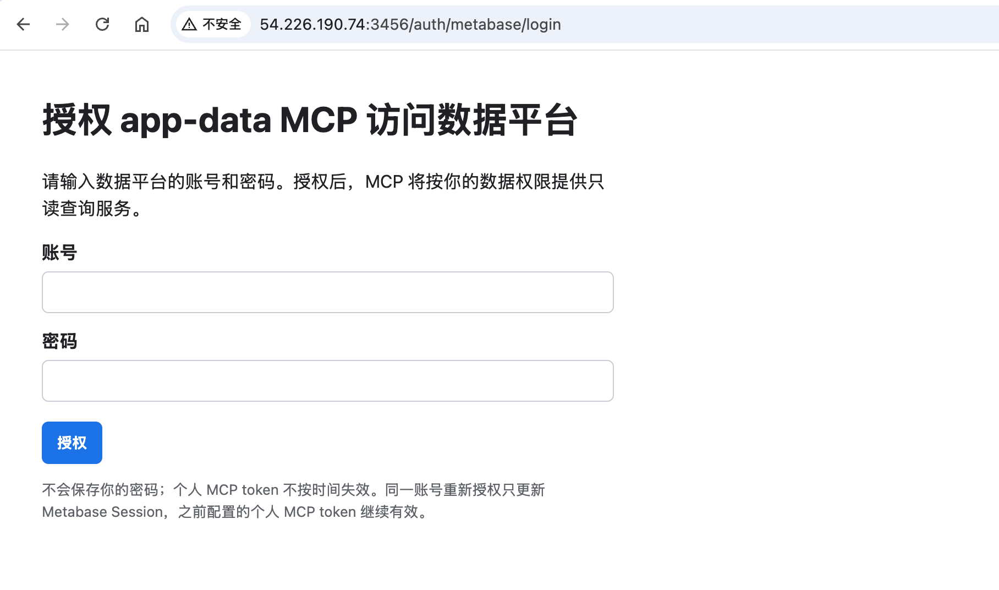 不安全 54.226.190.74:3456/auth/metabase/login
授权 app-data MCP 访问数据平台
请输入数据平台的账号和密码。授权后，MCP 将按你的数据权限提供只
读查询服务。
账号
密码
授权
不会保存你的密码；个人 MCP token 不按时间失效。同一账号重新授权只更新
Metabase Session，之前配置的个人 MCP token 继续有效。